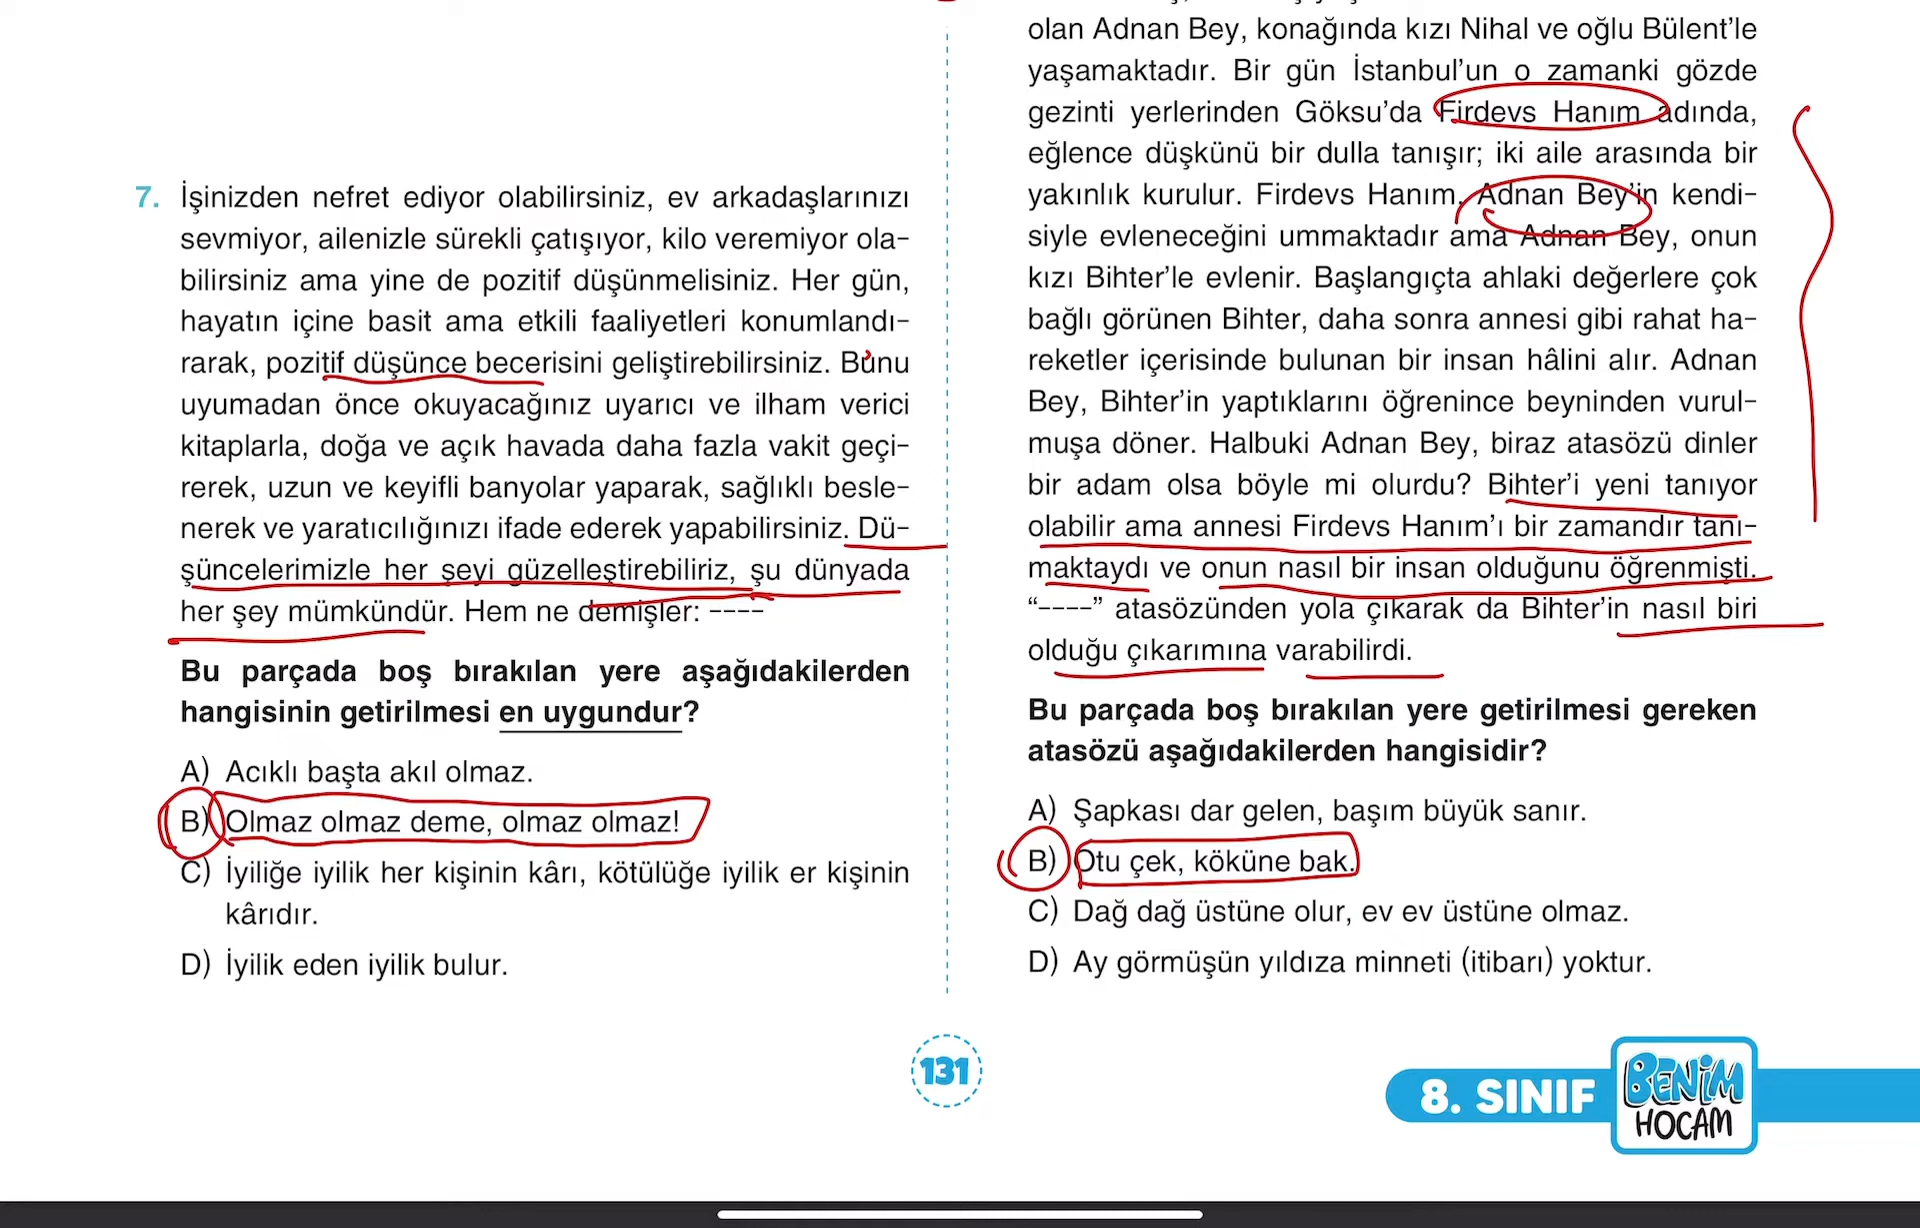 7. İşinizden nefret ediyor olabilirsiniz, ev arkadaşlarınızı
sevmiyor, ailenizle sürekli çatışıyor, kilo veremiyor ola-
bilirsiniz ama yine de pozitif düşünmelisiniz. Her gün,
hayatın içine basit ama etkili faaliyetleri konumlandı-
rarak, pozitif düşünce becerisini geliştirebilirsiniz. Bunu
uyumadan önce okuyacağınız uyarıcı ve ilham verici
kitaplarla, doğa ve açık havada daha fazla vakit geçi-
rerek, uzun ve keyifli banyolar yaparak, sağlıklı besle-
nerek ve yaratıcılığınızı ifade ederek yapabilirsiniz. Dü-
şüncelerimizle her şeyi güzelleştirebiliriz, şu dünyada
her şey mümkündür. Hem ne demişler: ----
Bu parçada boş bırakılan yere aşağıdakilerden
hangisinin getirilmesi en uygundur?
A) Acıklı başta akıl olmaz.
B) Olmaz olmaz deme, olmaz olmaz!
C) İyiliğe iyilik her kişinin kârı, kötülüğe iyilik er kişinin
kârıdır.
D) İyilik eden iyilik bulur.
olan Adnan Bey, konağında kızı Nihal ve oğlu Bülent’le
yaşamaktadır. Bir gün İstanbul’un o zamanki gözde
gezinti yerlerinden Göksu’da Firdevs Hanım adında,
eğlence düşkünü bir dulla tanışır; iki aile arasında bir
yakınlık kurulur. Firdevs Hanım, Adnan Bey’in kendi-
siyle evleneceğini ummaktadır ama Adnan Bey, onun
kızı Bihter’le evlenir. Başlangıçta ahlaki değerlere çok
bağlı görünen Bihter, daha sonra annesi gibi rahat ha-
reketler içerisinde bulunan bir insan hâlini alır. Adnan
Bey, Bihter’in yaptıklarını öğrenince beyninden vurul-
muşa döner. Halbuki Adnan Bey, biraz atasözü dinler
bir adam olsa böyle mi olurdu? Bihter’i yeni tanıyor
olabilir ama annesi Firdevs Hanım’ı bir zamandır tanı-
maktaydı ve onun nasıl bir insan olduğunu öğrenmişti.
“----” atasözünden yola çıkarak da Bihter’in nasıl biri
olduğu çıkarımına varabilirdi.
Bu parçada boş bırakılan yere getirilmesi gereken
atasözü aşağıdakilerden hangisidir?
A) Şapkası dar gelen, başım büyük sanır.
B) Otu çek, köküne bak.
C) Dağ dağ üstüne olur, ev ev üstüne olmaz.
D) Ay görmüşün yıldıza minneti (itibarı) yoktur.
131
8. SINIF
BENİM
HOCAM